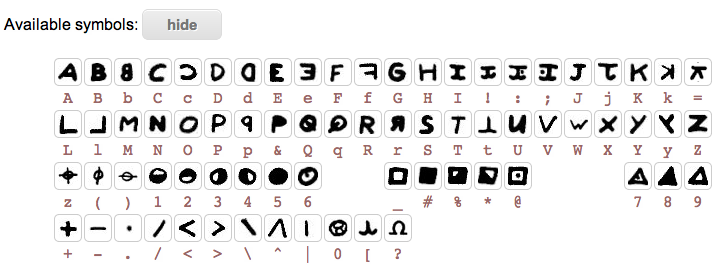 Available symbols: hide
A B b C c D d E e F f G H I ! : ; J j K k =
L l M N O P p & Q q R r S T t U V W X Y y Z
z ( ) 1 2 3 4 5 6 _ # % * @ 7 8 9
+ - . / < > \ ^ | 0 [ ?